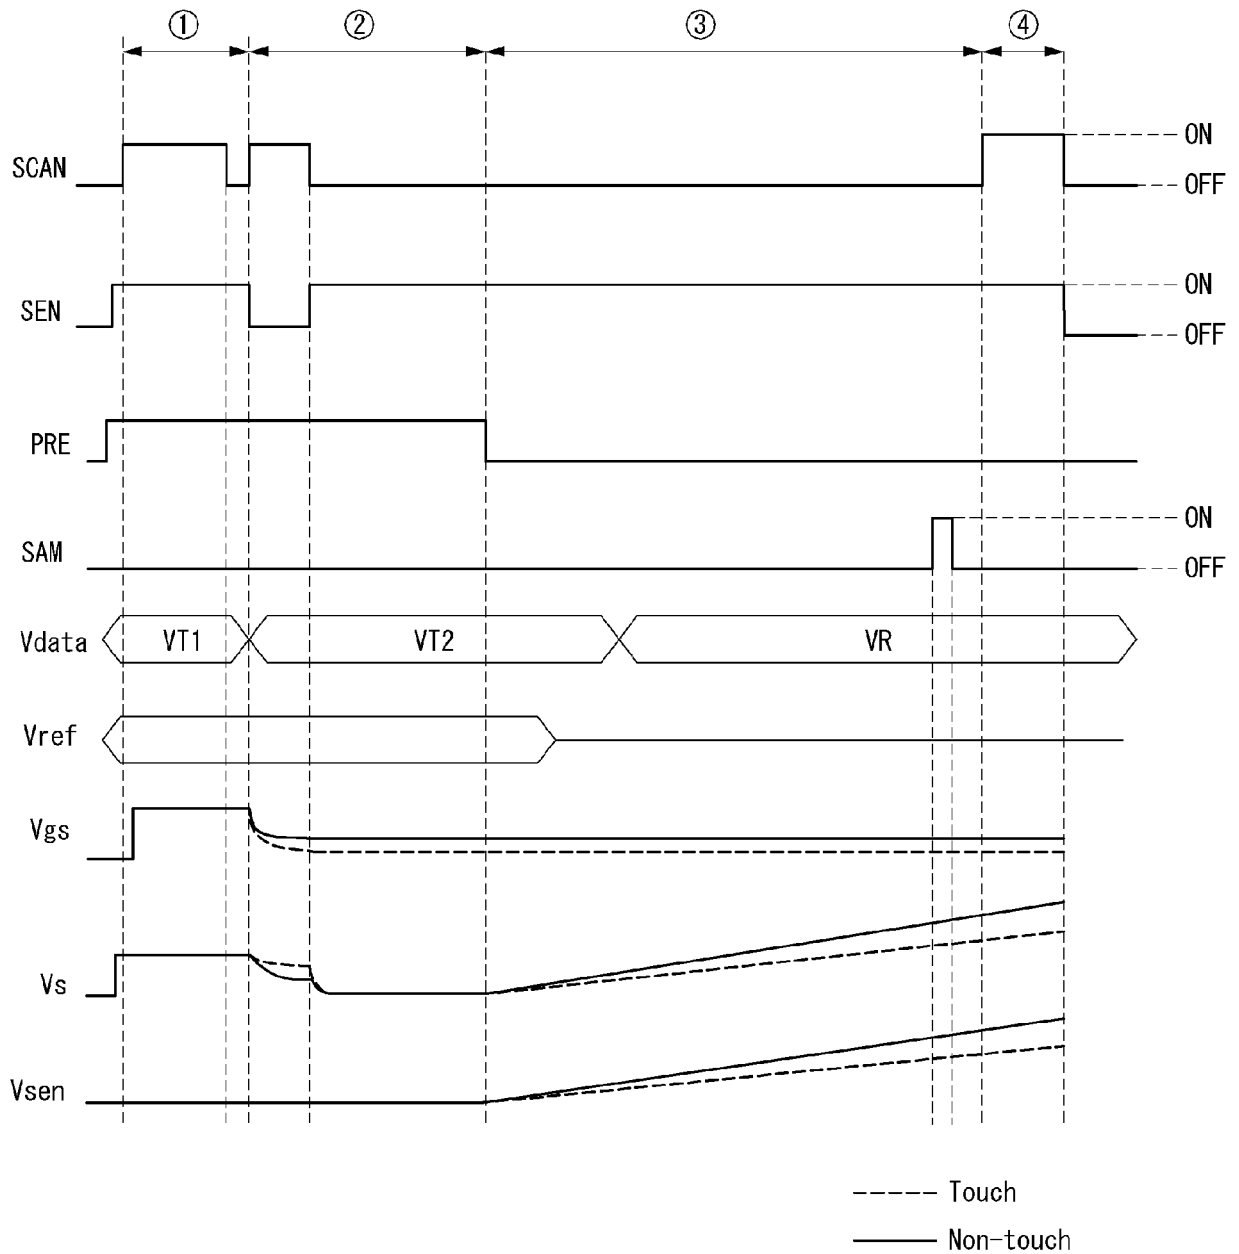 ① ② ③ ④
SCAN ON
OFF
SEN ON
OFF
PRE
SAM ON
OFF
Vdata VT1 VT2 VR
Vref
Vgs
Vs
Vsen
Touch
Non-touch